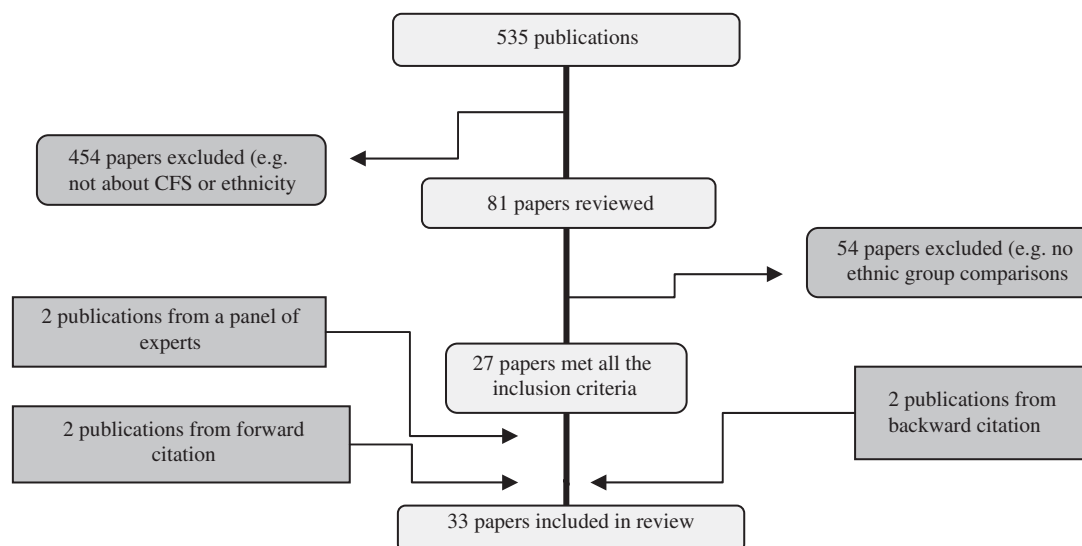 535 publications
454 papers excluded (e.g.
not about CFS or ethnicity
81 papers reviewed
54 papers excluded (e.g. no
ethnic group comparisons
2 publications from a panel of
experts
27 papers met all the
inclusion criteria
2 publications from forward
citation
2 publications from
backward citation
33 papers included in review